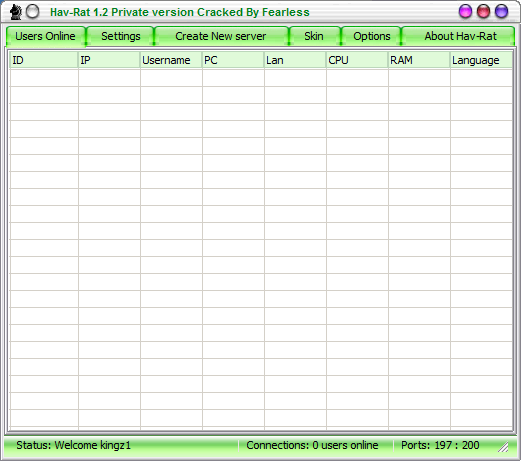 Hav-Rat 1.2 Private version Cracked By Fearless
Users Online Settings Create New server Skin Options About Hav-Rat
ID IP Username PC Lan CPU RAM Language
Status: Welcome kingz1 Connections: 0 users online Ports: 197 : 200